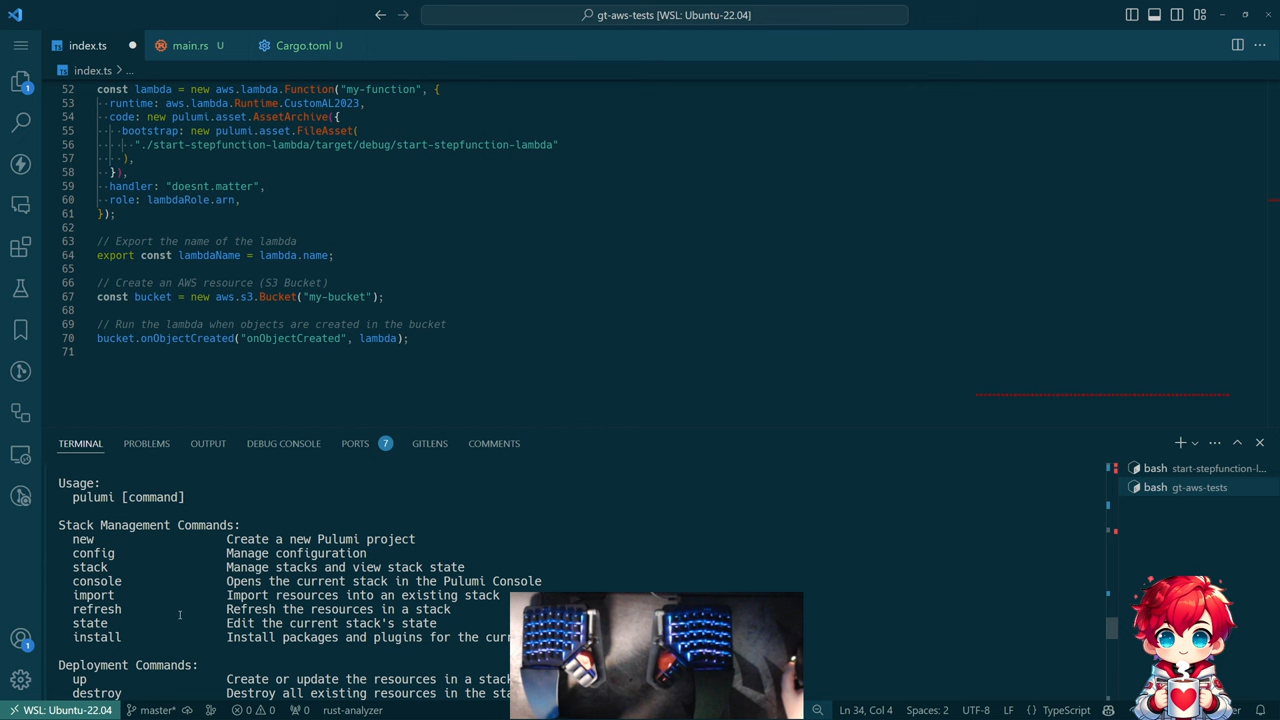 gt-aws-tests [WSL: Ubuntu-22.04]
index.ts
main.rs U
Cargo.toml U
index.ts > ...
52 const lambda = new aws.lambda.Function("my-function", {
53 runtime: aws.lambda.Runtime.CustomAL2023,
54 code: new pulumi.asset.AssetArchive({
55 bootstrap: new pulumi.asset.FileAsset(
56 "./start-stepfunction-lambda/target/debug/start-stepfunction-lambda"
57 ),
58 }),
59 handler: "doesnt.matter",
60 role: lambdaRole.arn,
61 });
62
63 // Export the name of the lambda
64 export const lambdaName = lambda.name;
65
66 // Create an AWS resource (S3 Bucket)
67 const bucket = new aws.s3.Bucket("my-bucket");
68
69 // Run the lambda when objects are created in the bucket
70 bucket.onObjectCreated("onObjectCreated", lambda);
71
TERMINAL PROBLEMS OUTPUT DEBUG CONSOLE PORTS 7 GITLENS COMMENTS
bash start-stepfunction-l...
bash gt-aws-tests
Usage:
pulumi [command]
Stack Management Commands:
new Create a new Pulumi project
config Manage configuration
stack Manage stacks and view stack state
console Opens the current stack in the Pulumi Console
import Import resources into an existing stack
refresh Refresh the resources in a stack
state Edit the current stack's state
install Install packages and plugins for the curr
Deployment Commands:
up Create or update the resources in a stack
destroy Destroy all existing resources in the st
1
1
WSL: Ubuntu-22.04 master* 0 0 0 rust-analyzer Ln 34, Col 4 Spaces: 2 UTF-8 LF {} TypeScript